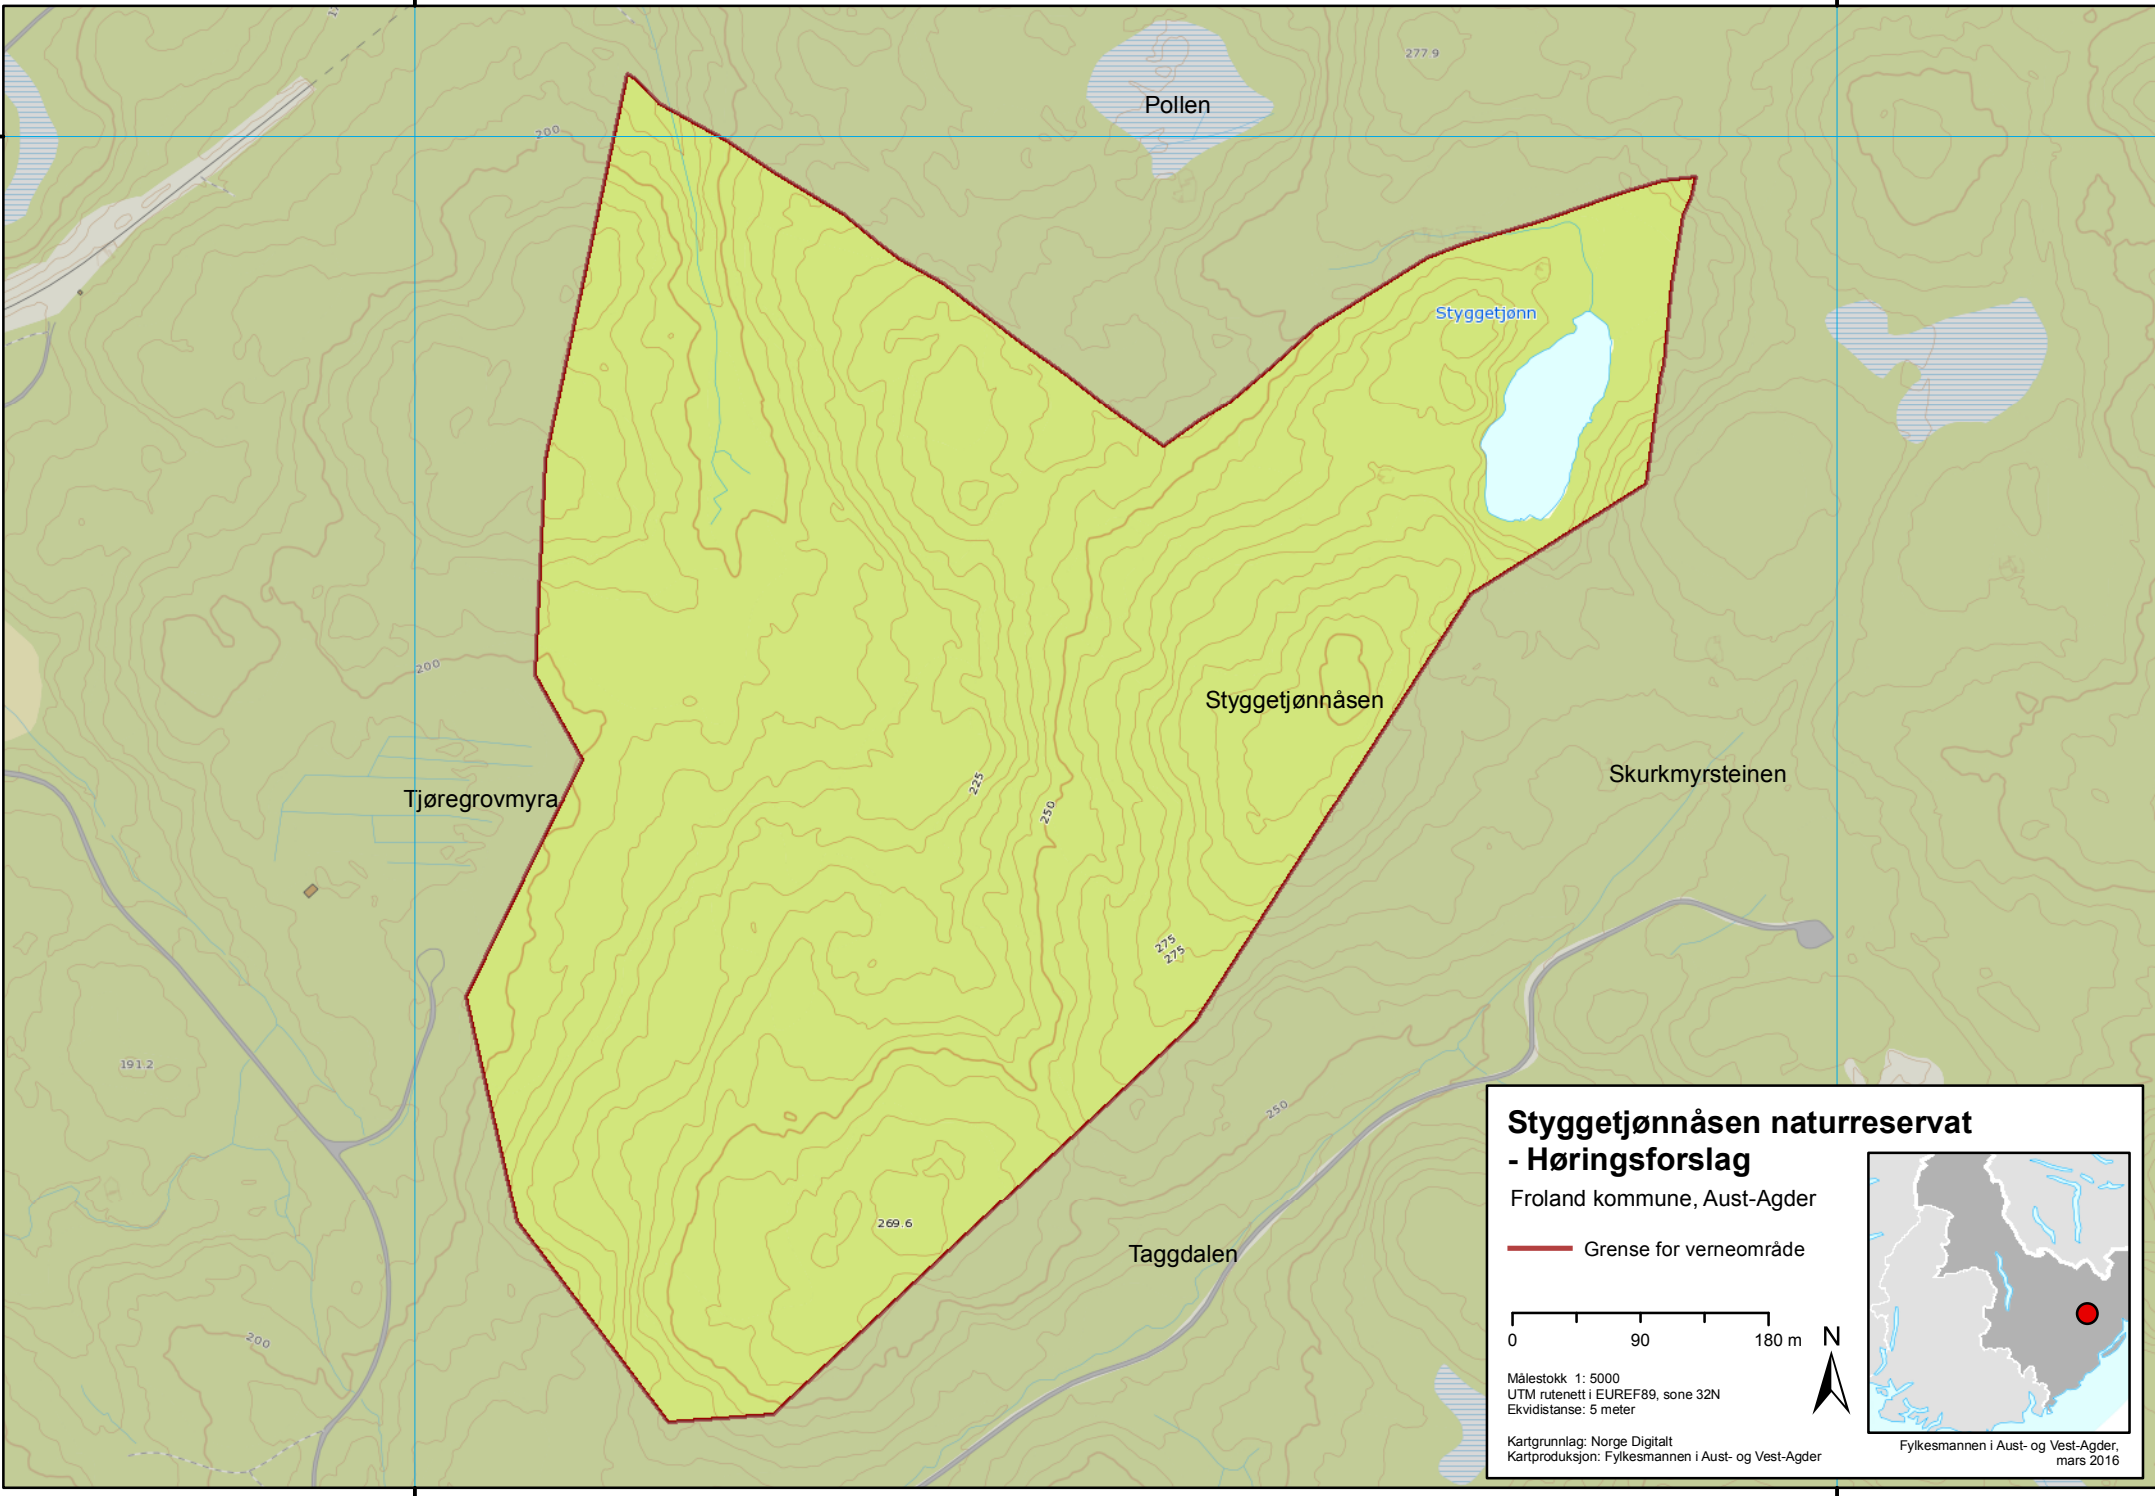 277 9
Pollen
200
Styggetjønn
200
Styggetjønnåsen
Skurkmyrsteinen
Tjøregrovmyra
225
250
275
275
191.2
250
269.6
Taggdalen
200
Styggetjønnåsen naturreservat
- Høringsforslag
Froland kommune, Aust-Agder
Grense for verneområde
0 90 180 m
N
Målestokk 1: 5000
UTM rutenett i EUREF89, sone 32N
Ekvidistanse: 5 meter
Kartgrunnlag: Norge Digitalt
Kartproduksjon: Fylkesmannen i Aust- og Vest-Agder
Fylkesmannen i Aust- og Vest-Agder,
mars 2016